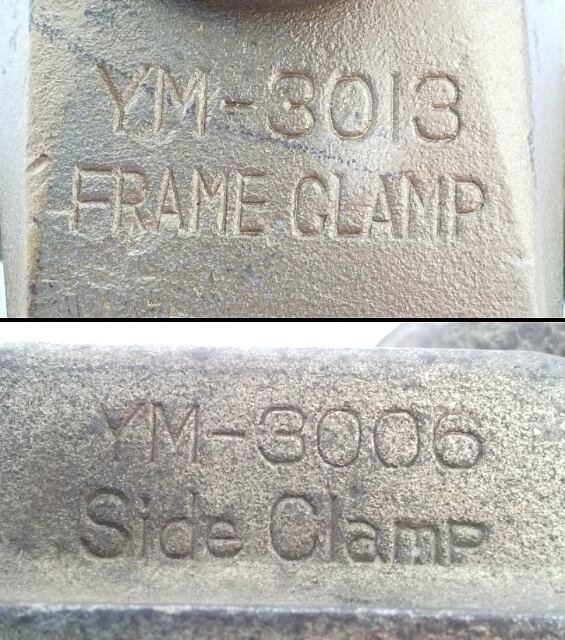 YM-3013
FRAME CLAMP
YM-3006
Side Clamp